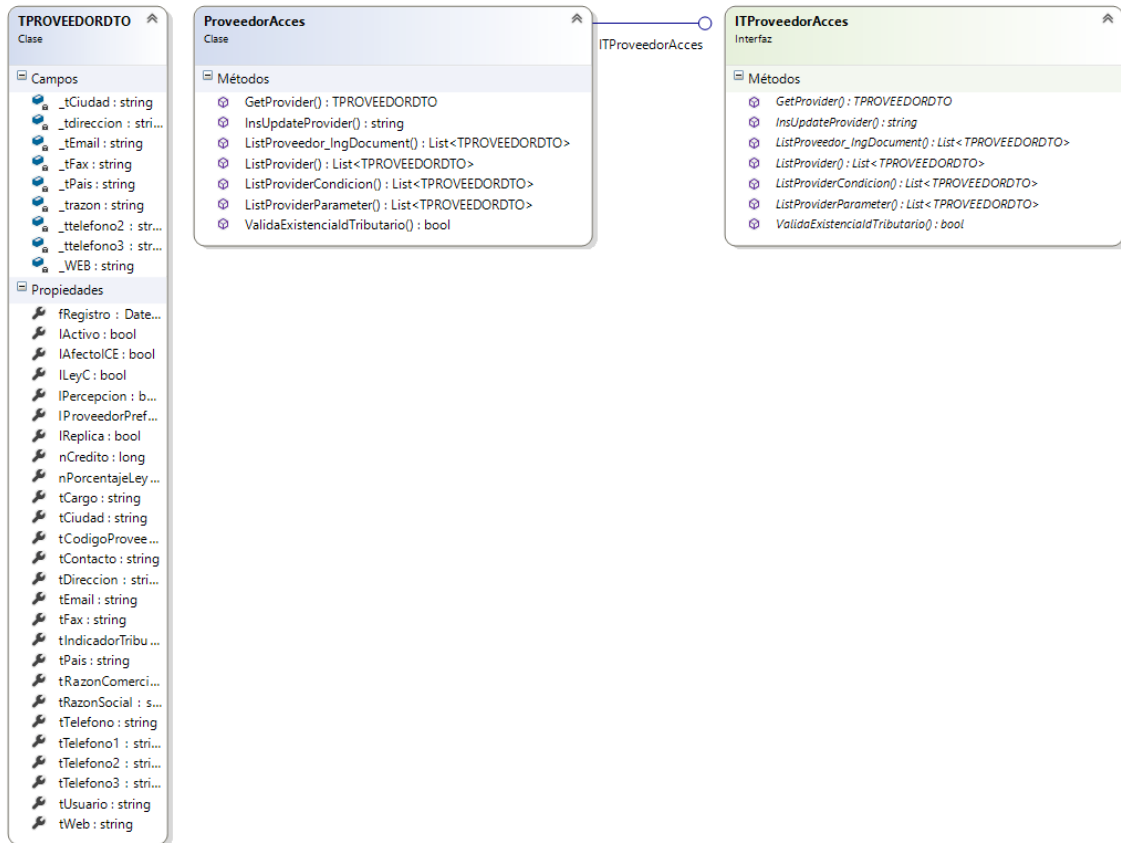 TPROVEEDORDTO
Clase
Campos
_tCiudad : string
_tdireccion : stri...
_tEmail : string
_tFax : string
_tPais : string
_trazon : string
_ttelefono2 : str...
_ttelefono3 : str...
_WEB : string
Propiedades
fRegistro : Date...
lActivo : bool
lAfectoICE : bool
lLeyC : bool
lPercepcion : b...
lProveedorPref...
lReplica : bool
nCredito : long
nPorcentajeLey...
tCargo : string
tCiudad : string
tCodigoProvee...
tContacto : string
tDireccion : stri...
tEmail : string
tFax : string
tIndicadorTribu...
tPais : string
tRazonComerci...
tRazonSocial : s...
tTelefono : string
tTelefono1 : stri...
tTelefono2 : stri...
tTelefono3 : stri...
tUsuario : string
tWeb : string
ProveedorAcces
Clase
Métodos
GetProvider() : TPROVEEDORDTO
InsUpdateProvider() : string
ListProveedor_IngDocument() : List<TPROVEEDORDTO>
ListProvider() : List<TPROVEEDORDTO>
ListProviderCondicion() : List<TPROVEEDORDTO>
ListProviderParameter() : List<TPROVEEDORDTO>
ValidaExistenciaIdTributario() : bool
ITProveedorAcces
ITProveedorAcces
Interfaz
Métodos
GetProvider() : TPROVEEDORDTO
InsUpdateProvider() : string
ListProveedor_IngDocument() : List<TPROVEEDORDTO>
ListProvider() : List<TPROVEEDORDTO>
ListProviderCondicion() : List<TPROVEEDORDTO>
ListProviderParameter() : List<TPROVEEDORDTO>
ValidaExistenciaIdTributario() : bool